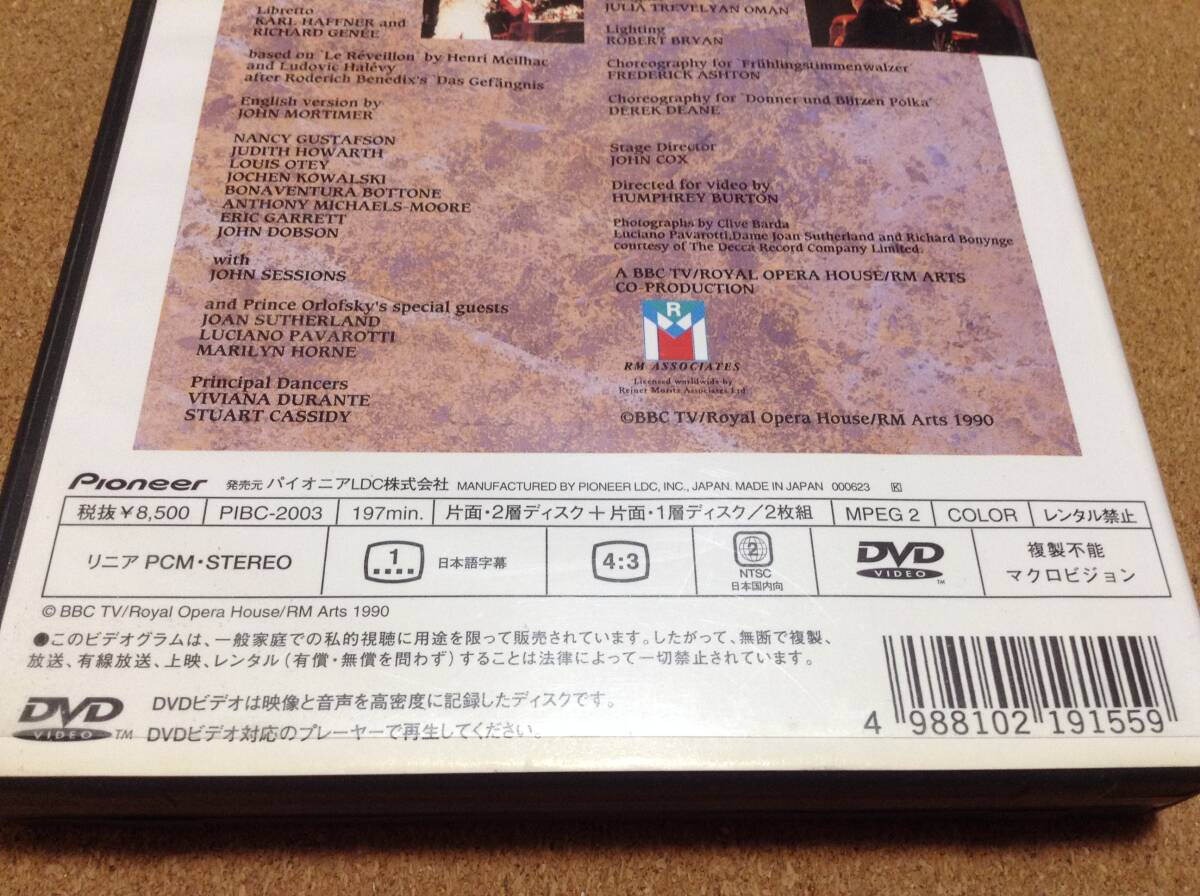 Libretto
KARL HAFFNER and
RICHARD GENÉE
based on 'Le Réveillon' by Henri Meilhac
and Ludovic Halévy
after Roderich Benedix's 'Das Gefängnis
English version by
JOHN MORTIMER
NANCY GUSTAFSON
JUDITH HOWARTH
LOUIS OTEY
JOCHEN KOWALSKI
BONAVENTURA BOTTONE
ANTHONY MICHAELS-MOORE
ERIC GARRETT
JOHN DOBSON
with
JOHN SESSIONS
and Prince Orlofsky's special guests
JOAN SUTHERLAND
LUCIANO PAVAROTTI
MARILYN HORNE
Principal Dancers
VIVIANA DURANTE
STUART CASSIDY
JULIA TREVELYAN OMAN
Lighting
ROBERT BRYAN
Choreography for 'Frühlingstimmenwalzer
FREDERICK ASHTON
Choreography for 'Donner und Blitzen Polka'
DEREK DEANE
Stage Director
JOHN COX
Directed for video by
HUMPHREY BURTON
Photographs by Clive Barda
Luciano Pavarotti,Dame Joan Sutherland and Richard Bonynge
courtesy of The Decca Record Company Limited.
A BBC TV/ROYAL OPERA HOUSE/RM ARTS
CO-PRODUCTION
R
M
RM ASSOCIATES
Licensed worldwide by
Reiner Moritz Associates Ltd
©BBC TV/Royal Opera House/RM Arts 1990
Pioneer 発売元 パイオニアLDC株式会社 MANUFACTURED BY PIONEER LDC, INC., JAPAN. MADE IN JAPAN 000623 K
税抜¥8,500 PIBC-2003 197min. 片面・2層ディスク＋片面・1層ディスク／2枚組 MPEG 2 COLOR レンタル禁止
リニア PCM・STEREO 1 日本語字幕 4:3 2 NTSC 日本国内向 DVD VIDEO TM 複製不能
マクロビジョン
© BBC TV/Royal Opera House/RM Arts 1990
●このビデオグラムは、一般家庭での私的視聴に用途を限って販売されています。したがって、無断で複製、
放送、有線放送、上映、レンタル（有償・無償を問わず）することは法律によって一切禁止されています。
DVD VIDEO TM
DVDビデオは映像と音声を高密度に記録したディスクです。
DVDビデオ対応のプレーヤーで再生してください。
4 988102 191559